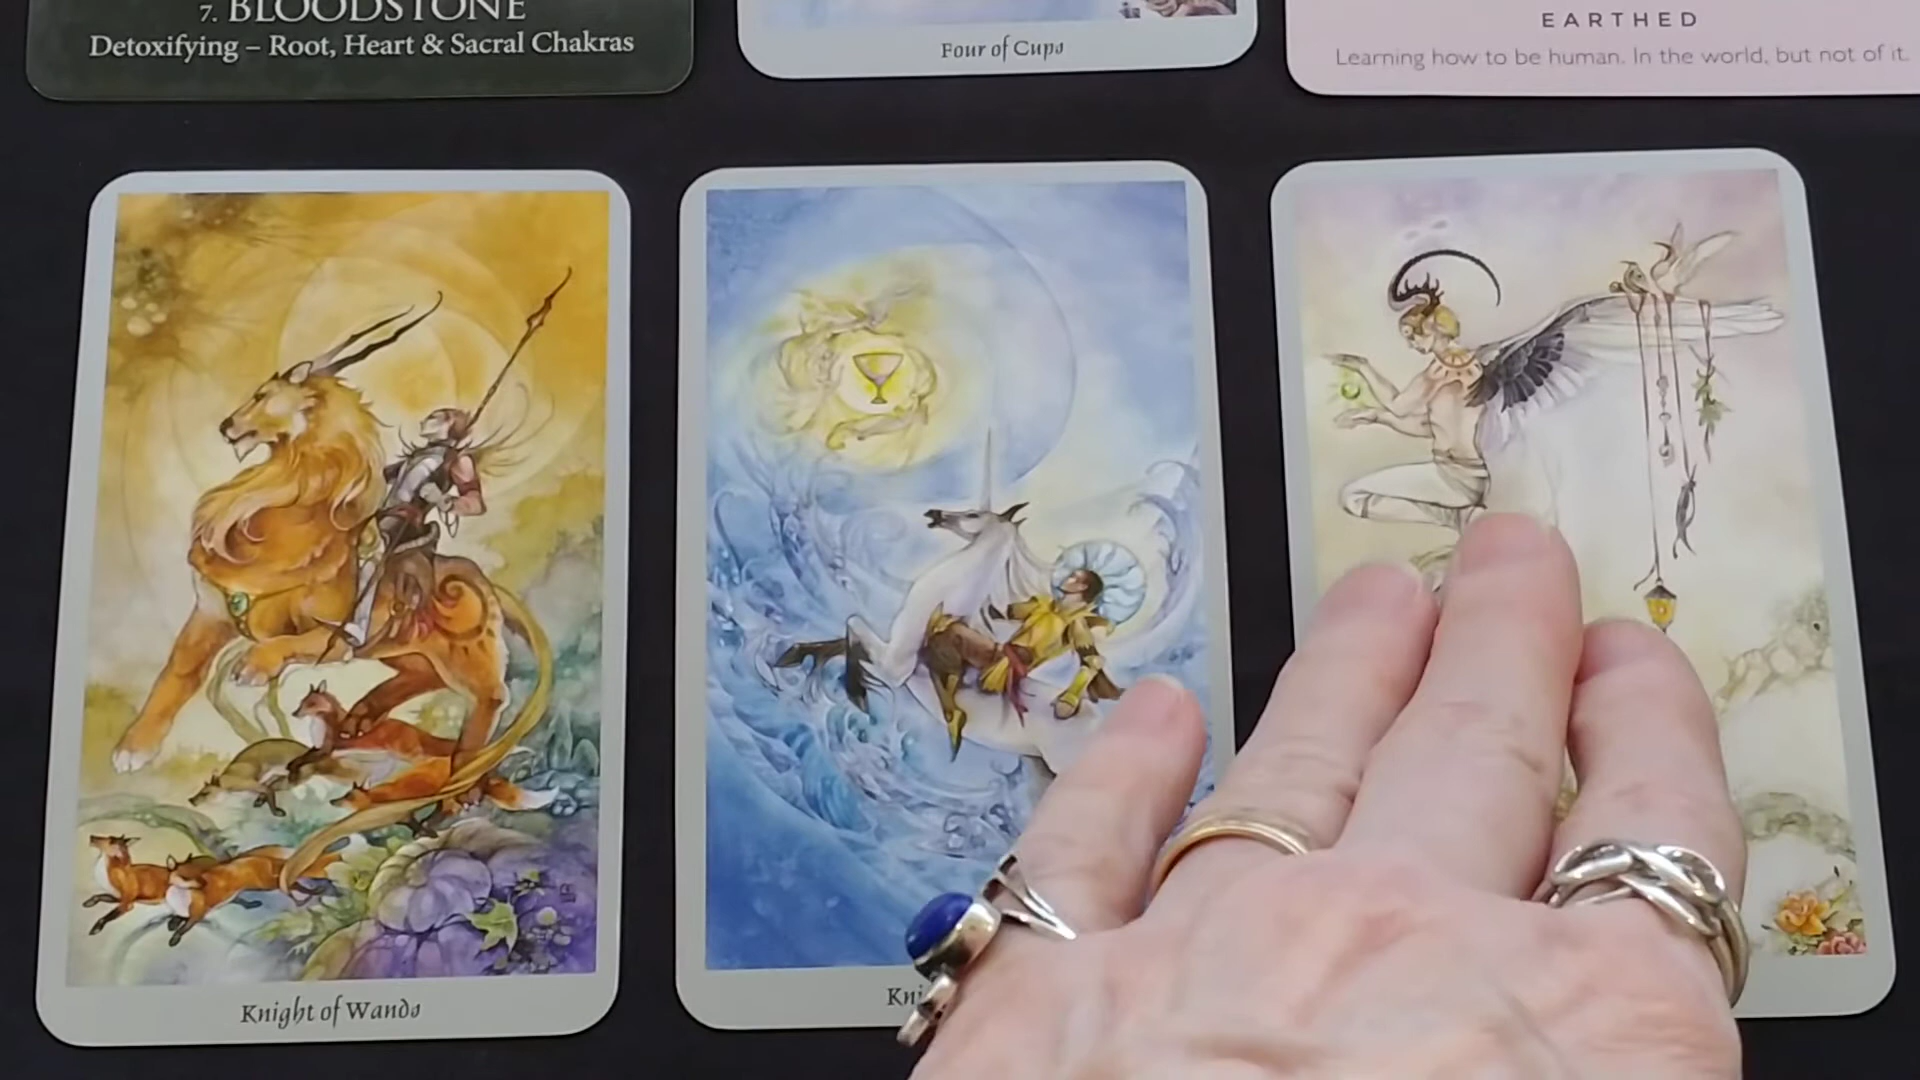 7. BLOODSTONE
Detoxifying – Root, Heart & Sacral Chakras
Four of Cups
EARTHED
Learning how to be human. In the world, but not of it.
Knight of Wands
Kni